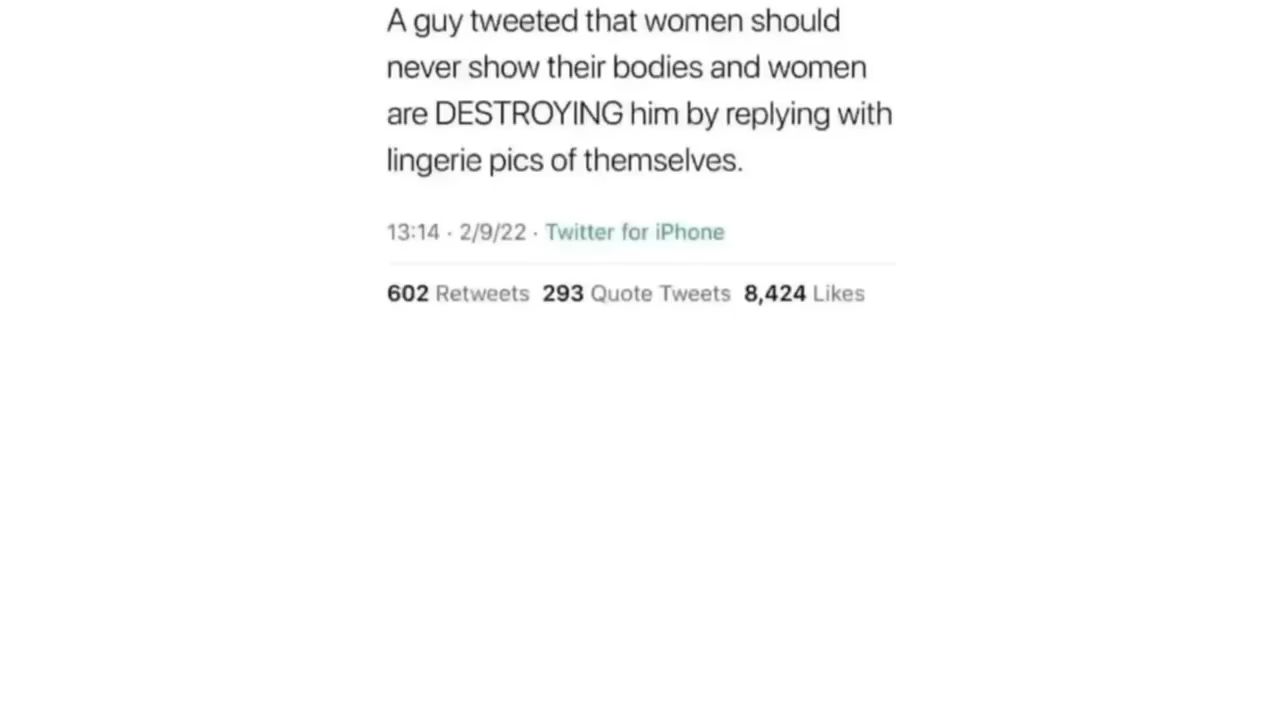 A guy tweeted that women should
never show their bodies and women
are DESTROYING him by replying with
lingerie pics of themselves.
13:14 · 2/9/22 · Twitter for iPhone
602 Retweets 293 Quote Tweets 8,424 Likes